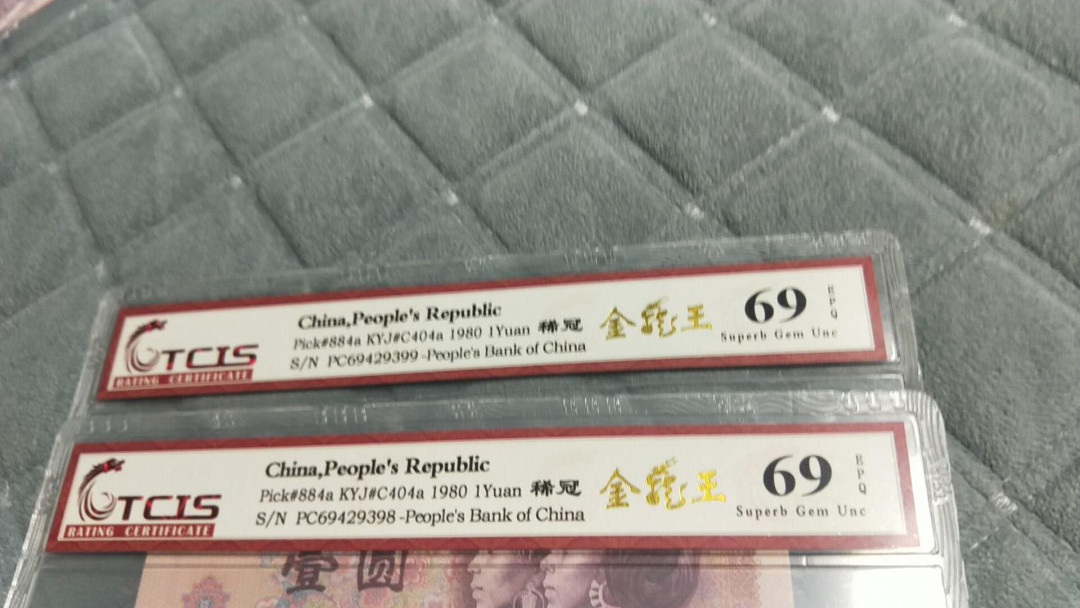 China,People's Republic
Pick#884a KYJ#C404a 1980 1Yuan 稀冠
S/N PC69429399-People's Bank of China
金龍王
69
EPQ
Superb Gem Unc
TCIS
RATING CERTIFICATE
China,People's Republic
Pick#884a KYJ#C404a 1980 1Yuan 稀冠
S/N PC69429398-People's Bank of China
金龍王
69
EPQ
Superb Gem Unc
TCIS
RATING CERTIFICATE
壹圆